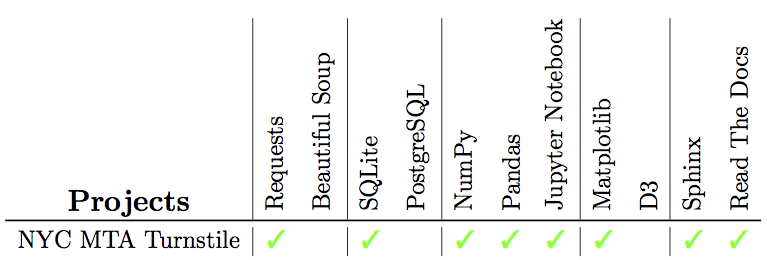 Projects
Requests
Beautiful Soup
SQLite
PostgreSQL
NumPy
Pandas
Jupyter Notebook
Matplotlib
D3
Sphinx
Read The Docs
NYC MTA Turnstile ✓ ✓ ✓ ✓ ✓ ✓ ✓ ✓